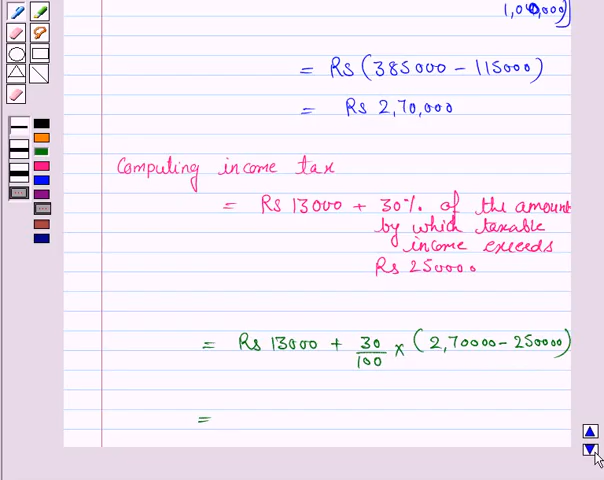 1,00,000)]
= Rs (385000 - 115000)
= Rs 2,70,000
Computing income tax
= Rs 13000 + 30% of the amount
by which taxable
income exceeds
Rs 250000
= Rs 13000 + 30/100 × (2,70000 - 250000)
=